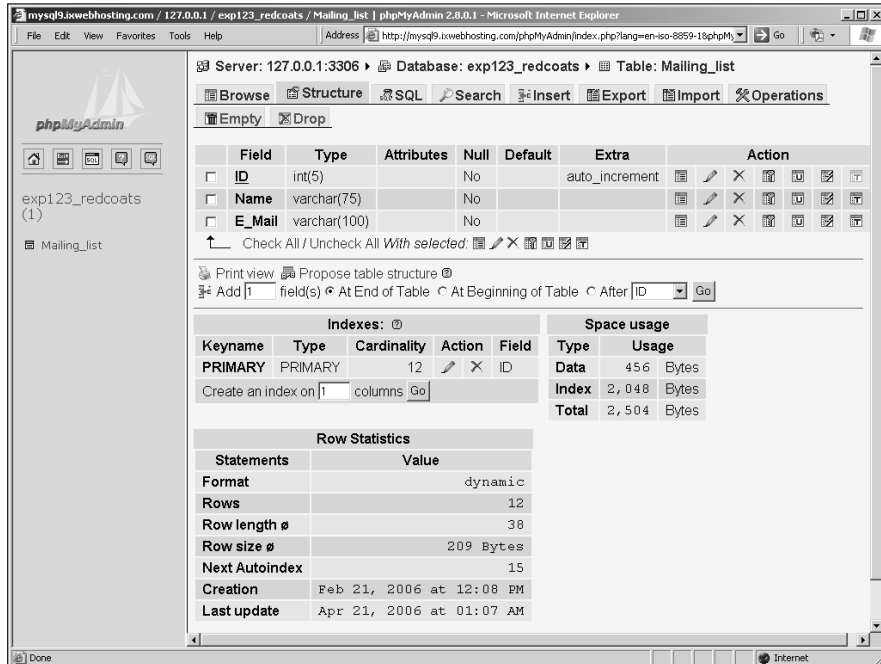 mysql9.ixwebhosting.com / 127.0.0.1 / exp123_redcoats / Mailing_list | phpMyAdmin 2.8.0.1 - Microsoft Internet Explorer
File Edit View Favorites Tools Help Address http://mysql9.ixwebhosting.com/phpMyAdmin/index.php?lang=en-iso-8859-1&phpMy Go
Server: 127.0.0.1:3306 Database: exp123_redcoats Table: Mailing_list
Browse Structure SQL Search Insert Export Import Operations
Empty Drop
phpMyAdmin
SQL
exp123_redcoats
(1)
Mailing_list
Field Type Attributes Null Default Extra Action
ID int(5) No auto_increment
Name varchar(75) No
E_Mail varchar(100) No
Check All / Uncheck All With selected:
Print view Propose table structure
Add 1 field(s) At End of Table At Beginning of Table After ID Go
Indexes:
Keyname Type Cardinality Action Field
PRIMARY PRIMARY 12 ID
Create an index on 1 columns Go
Space usage
Type Usage
Data 456 Bytes
Index 2,048 Bytes
Total 2,504 Bytes
Row Statistics
Statements Value
Format dynamic
Rows 12
Row length ø 38
Row size ø 209 Bytes
Next Autoindex 15
Creation Feb 21, 2006 at 12:08 PM
Last update Apr 21, 2006 at 01:07 AM
Done Internet